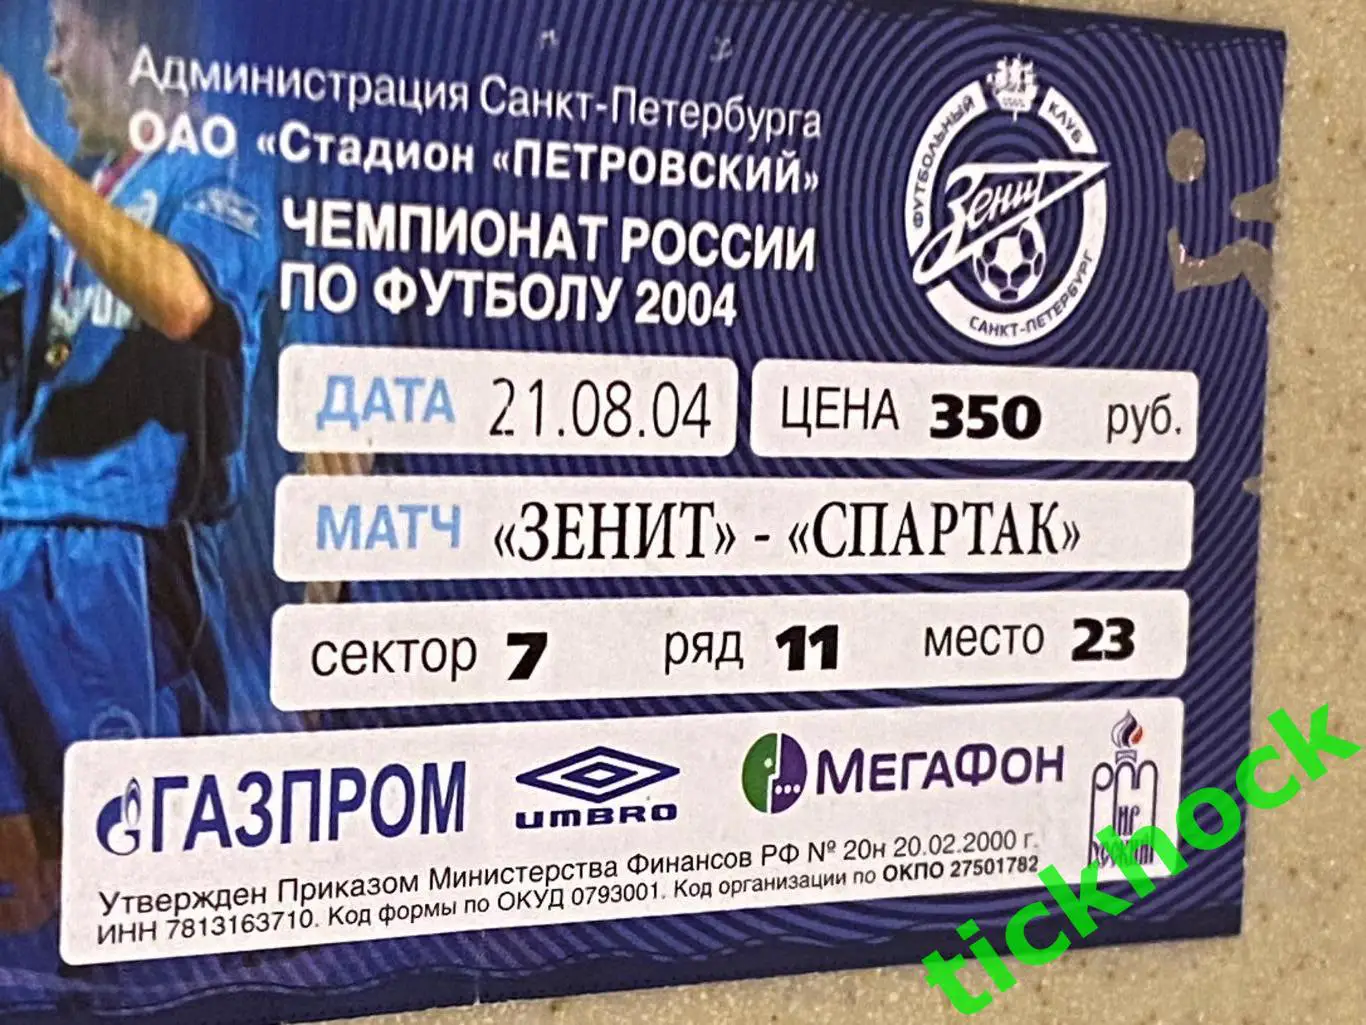 Администрация Санкт-Петербурга
ОАО «Стадион «ПЕТРОВСКИЙ»
ЧЕМПИОНАТ РОССИИ
ПО ФУТБОЛУ 2004
ФУТБОЛЬНЫЙ КЛУБ
Зенит
САНКТ-ПЕТЕРБУРГ
ДАТА 21.08.04
ЦЕНА 350 руб.
МАТЧ «ЗЕНИТ» - «СПАРТАК»
сектор 7 ряд 11 место 23
ГАЗПРОМ
UMBRO
МЕГАФОН
Утвержден Приказом Министерства Финансов РФ № 20н 20.02.2000 г.
ИНН 7813163710. Код формы по ОКУД 0793001. Код организации по ОКПО 27501782
ticknock